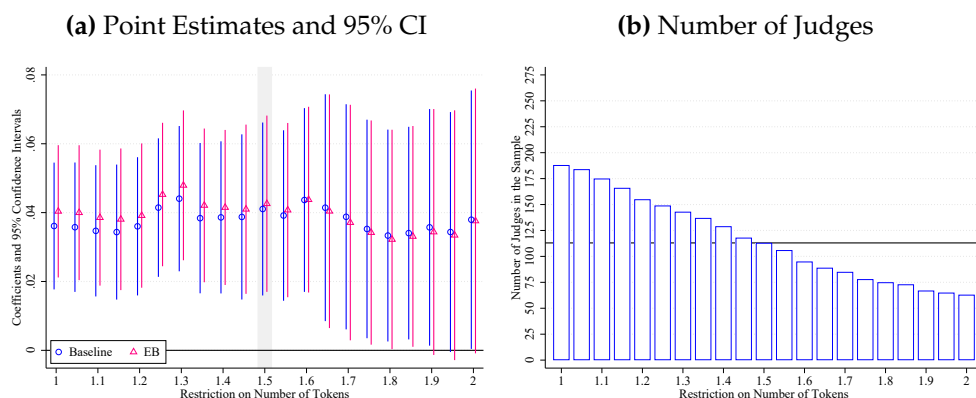 (a) Point Estimates and 95% CI
Coefficients and 95% Confidence Intervals
.08
.06
.04
.02
0
Baseline
EB
1 1.1 1.2 1.3 1.4 1.5 1.6 1.7 1.8 1.9 2
Restriction on Number of Tokens
(b) Number of Judges
Number of Judges in the Sample
275
250
225
200
175
150
125
100
75
50
25
0
1 1.1 1.2 1.3 1.4 1.5 1.6 1.7 1.8 1.9 2
Restriction on Number of Tokens